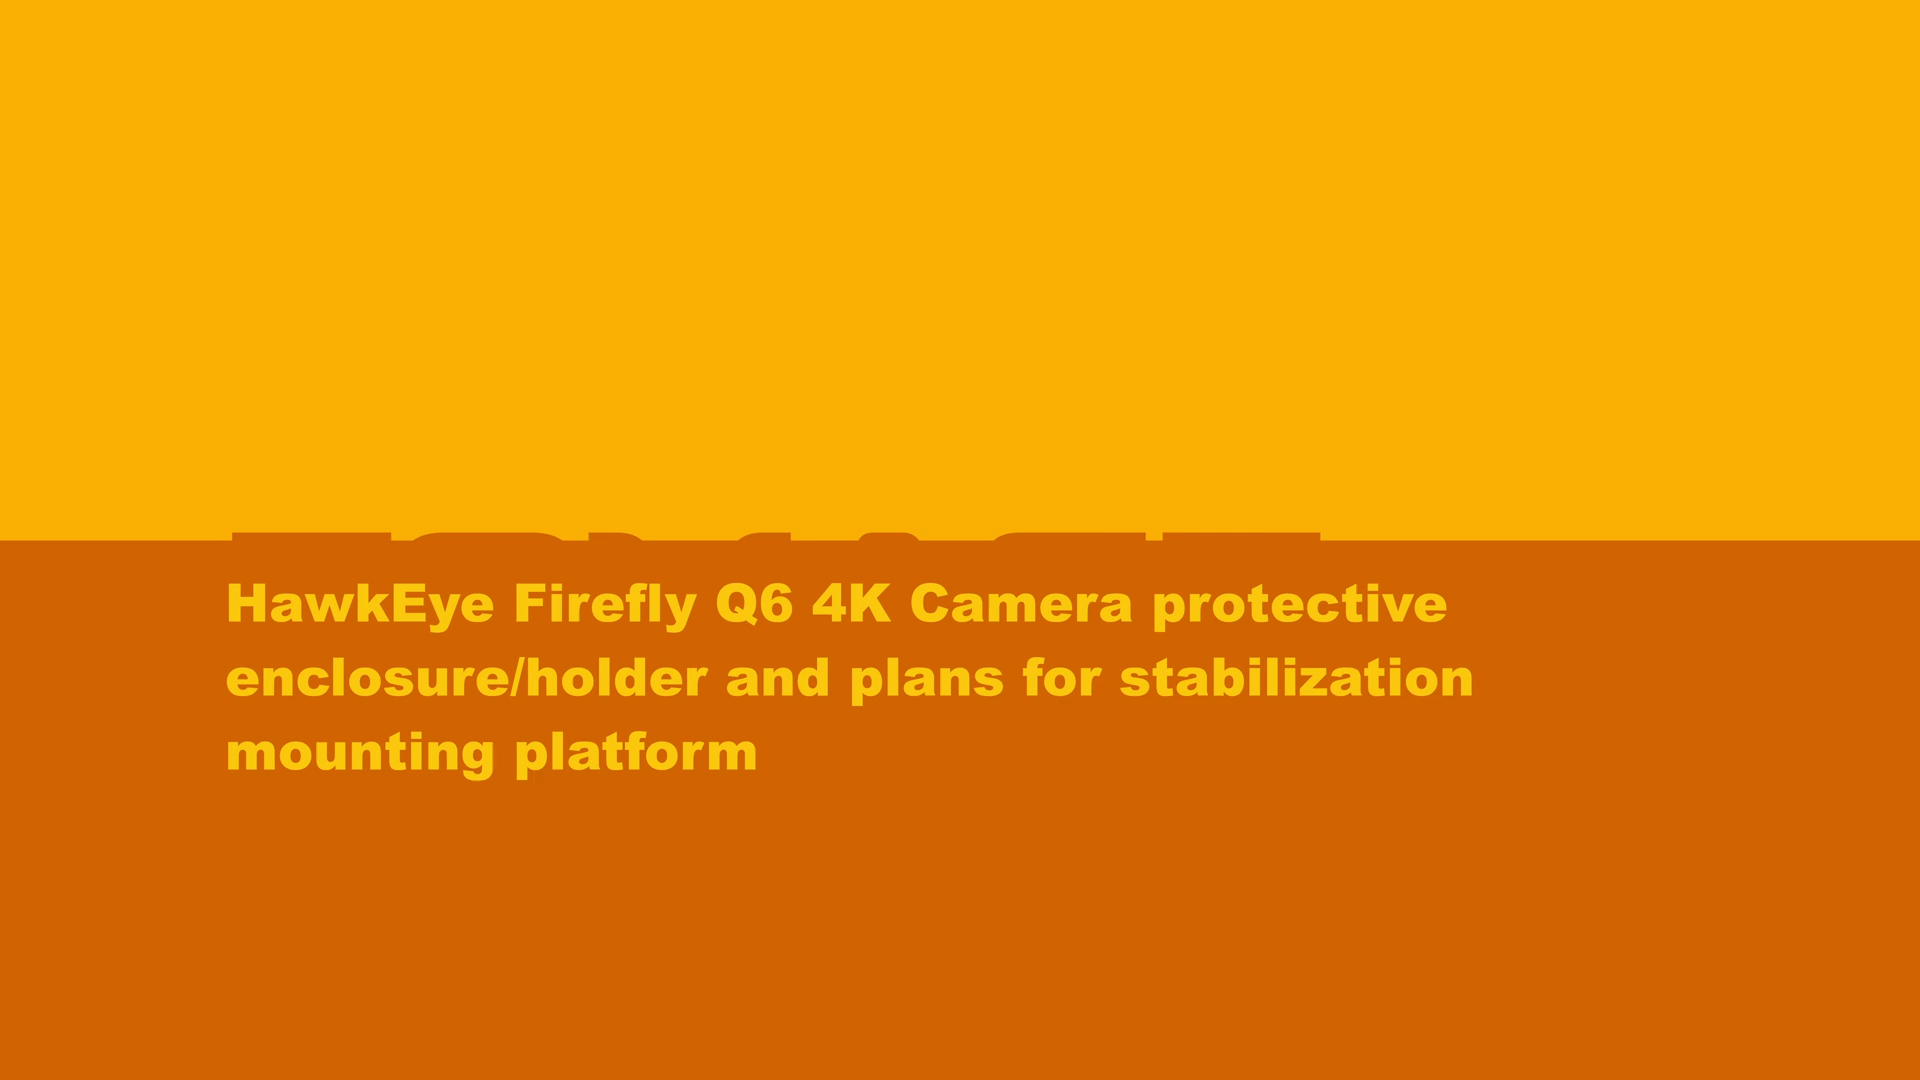 HawkEye Firefly Q6 4K Camera protective
enclosure/holder and plans for stabilization
mounting platform